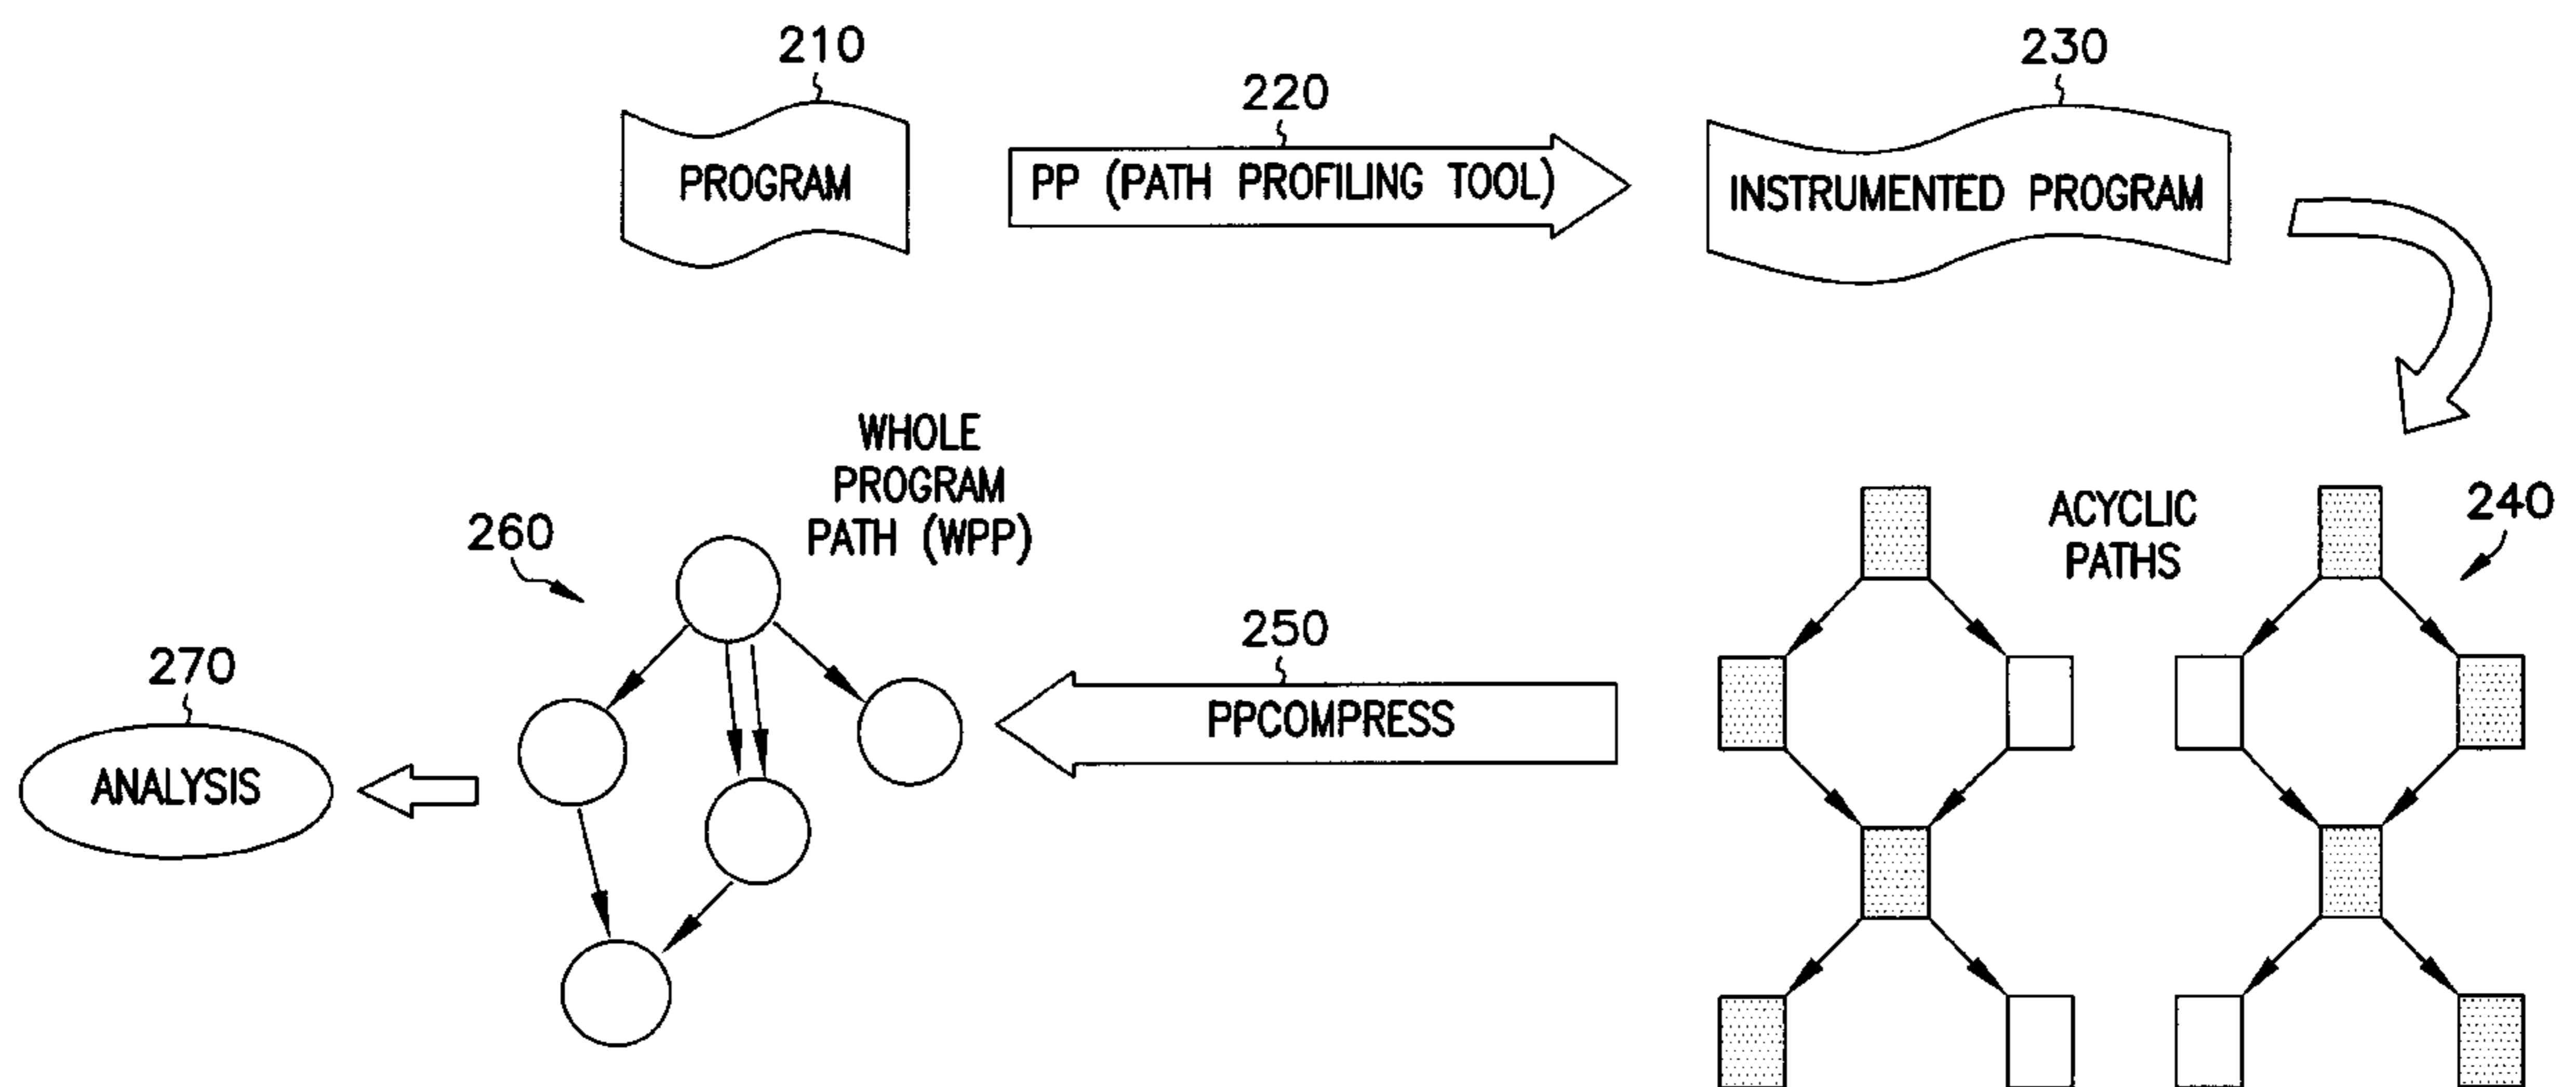 210
220
230
PROGRAM
PP (PATH PROFILING TOOL)
INSTRUMENTED PROGRAM
WHOLE
PROGRAM
PATH (WPP)
260
ACYCLIC
PATHS
240
250
270
PPCOMPRESS
ANALYSIS